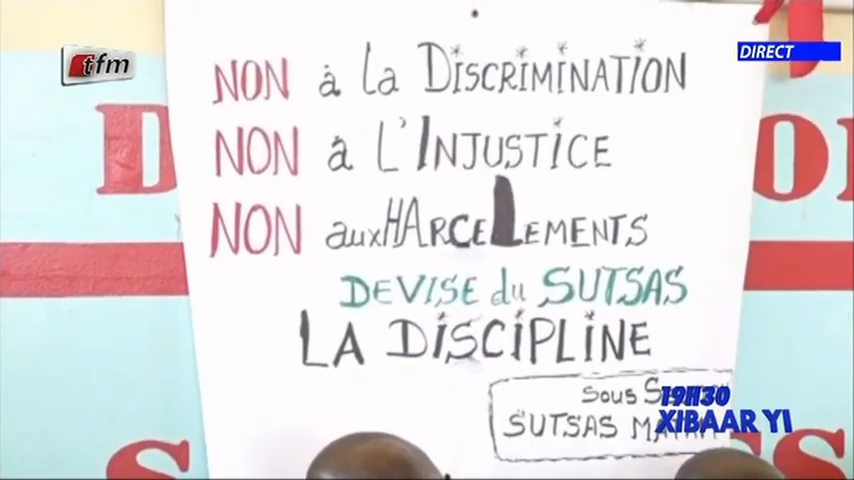 tfm
DIRECT
NON à la DISCRIMINATION
NON à L'INJUSTICE
NON aux HARCELLEMENTS
DEVISE du SUTSAS
LA DISCIPLINE
Sous
SUTSAS
19H30
XIBAAR YI